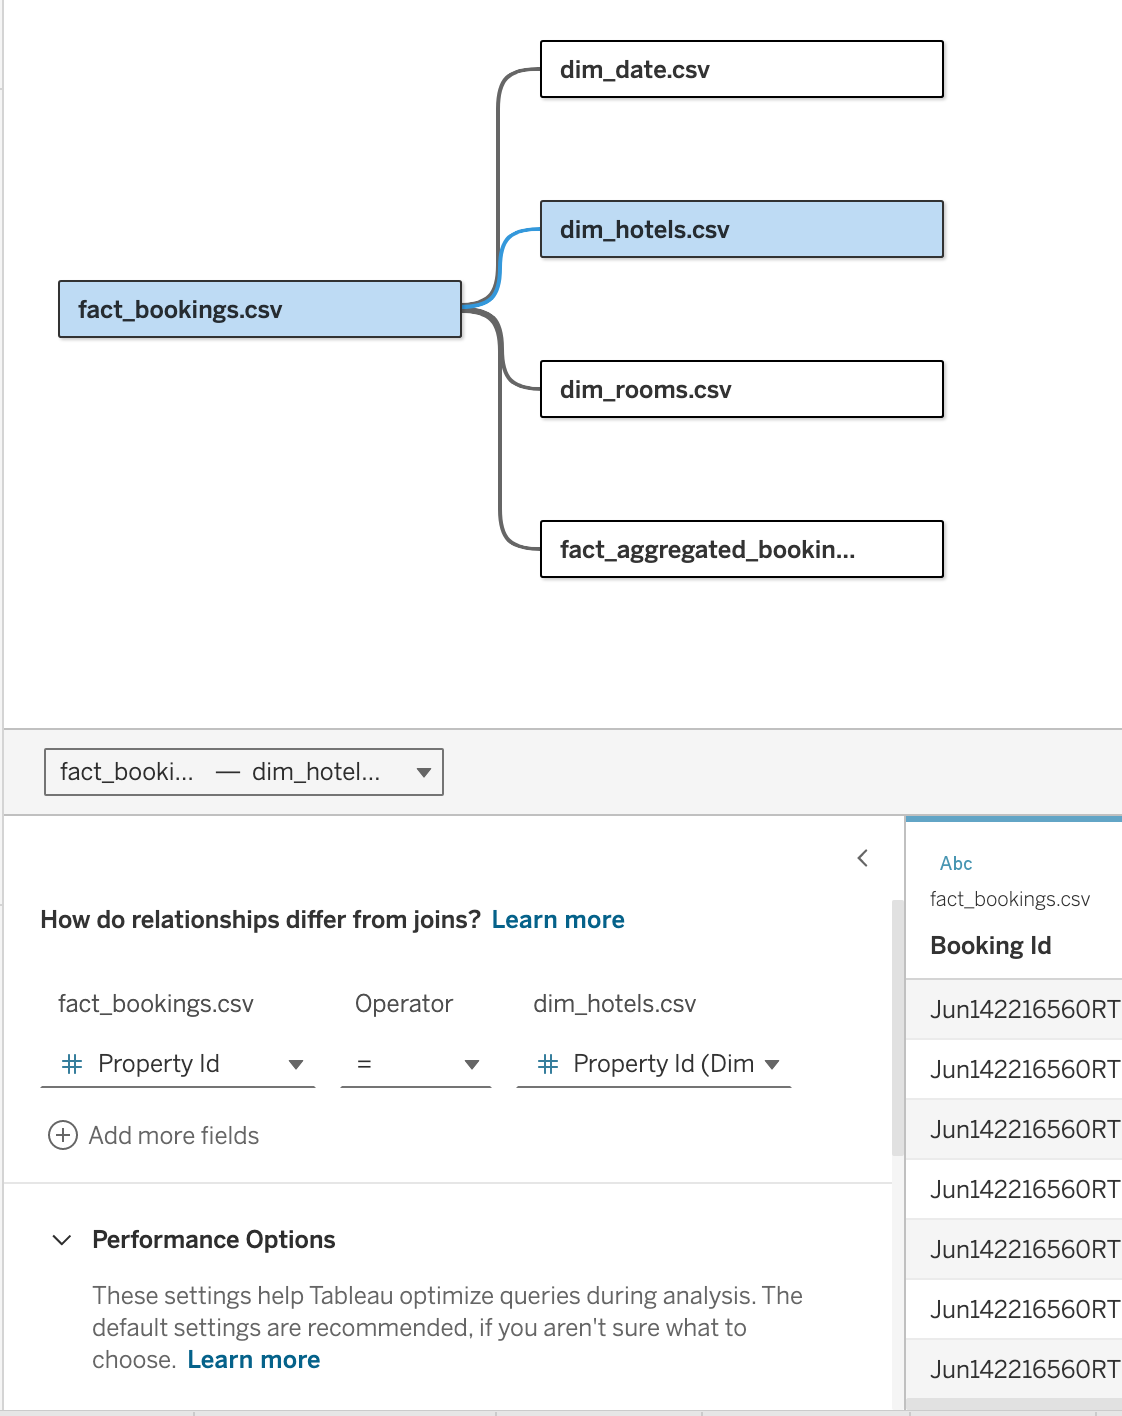 dim_date.csv
dim_hotels.csv
fact_bookings.csv
dim_rooms.csv
fact_aggregated_bookin...
fact_booki... — dim_hotel...
How do relationships differ from joins? Learn more
fact_bookings.csv Operator dim_hotels.csv
# Property Id = # Property Id (Dim
Add more fields
Performance Options
These settings help Tableau optimize queries during analysis. The
default settings are recommended, if you aren't sure what to
choose. Learn more
Abc
fact_bookings.csv
Booking Id
Jun142216560RT
Jun142216560RT
Jun142216560RT
Jun142216560RT
Jun142216560RT
Jun142216560RT
Jun142216560RT